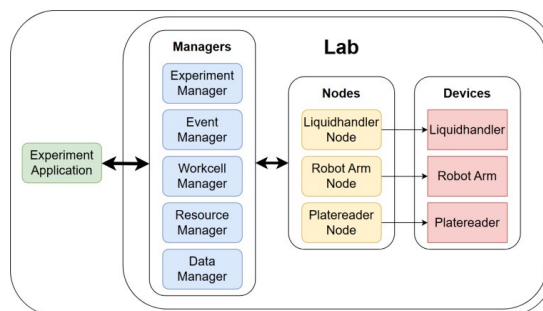 Lab
Managers
Experiment
Manager
Event
Manager
Workcell
Manager
Resource
Manager
Data
Manager
Experiment
Application
Nodes
Liquidhandler
Node
Robot Arm
Node
Platereader
Node
Devices
Liquidhandler
Robot Arm
Platereader